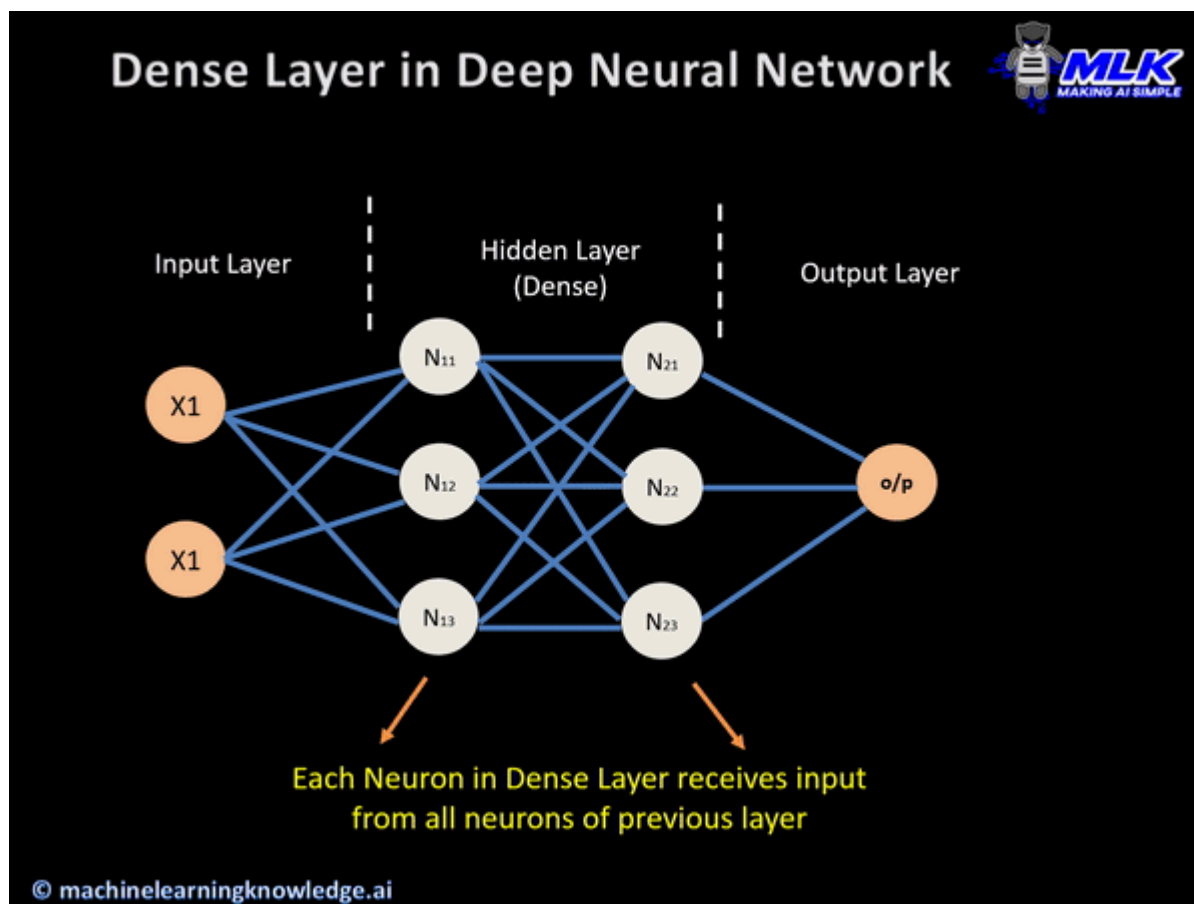 Dense Layer in Deep Neural Network
MLK
MAKING AI SIMPLE
Input Layer
Hidden Layer
(Dense)
Output Layer
X1
X1
N11
N12
N13
N21
N22
N23
o/p
Each Neuron in Dense Layer receives input
from all neurons of previous layer
© machinelearningknowledge.ai